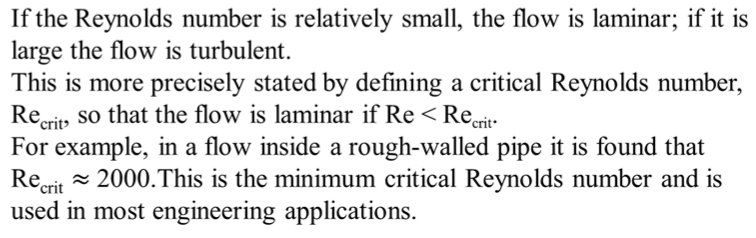 If the Reynolds number is relatively small, the flow is laminar; if it is
large the flow is turbulent.
This is more precisely stated by defining a critical Reynolds number,
Re_crit, so that the flow is laminar if Re < Re_crit.
For example, in a flow inside a rough-walled pipe it is found that
Re_crit ≈ 2000.This is the minimum critical Reynolds number and is
used in most engineering applications.